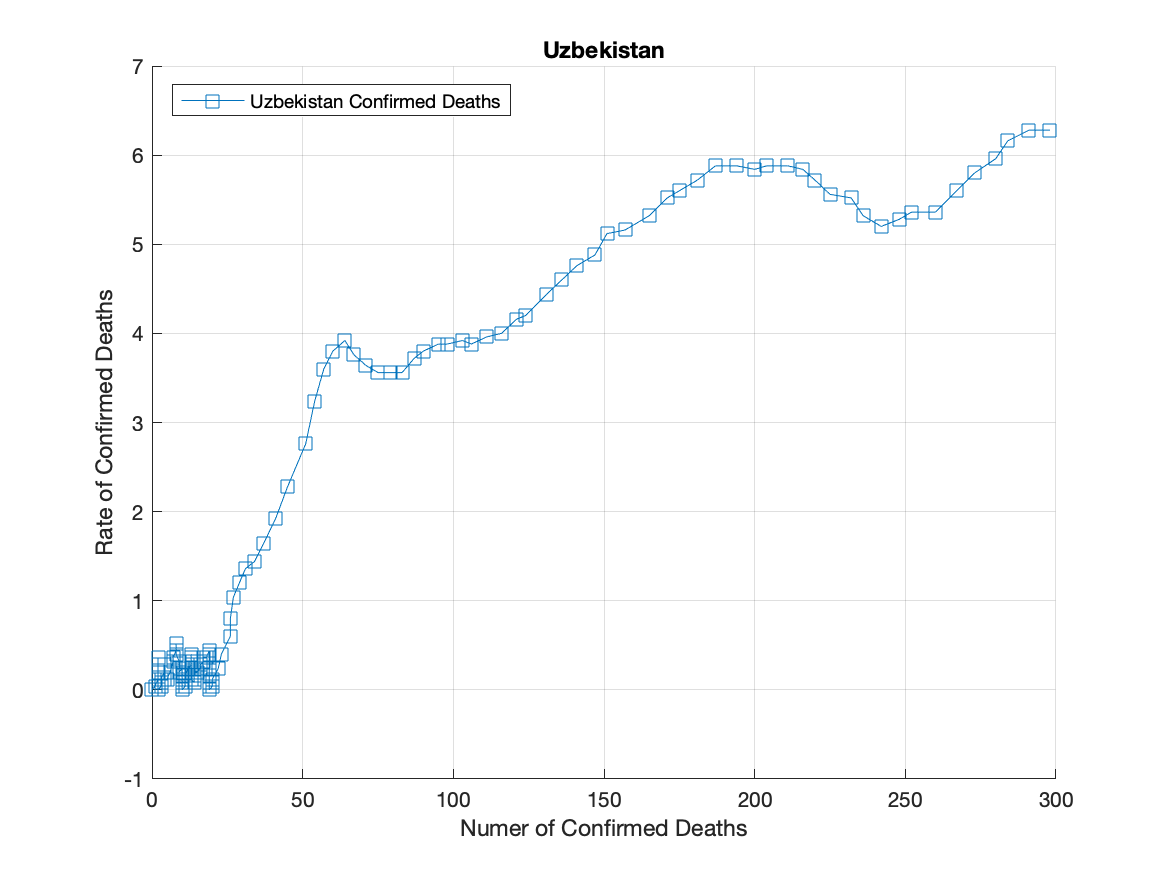 Uzbekistan
Uzbekistan Confirmed Deaths
7
6
5
4
3
2
1
0
-1
Rate of Confirmed Deaths
0 50 100 150 200 250 300
Numer of Confirmed Deaths